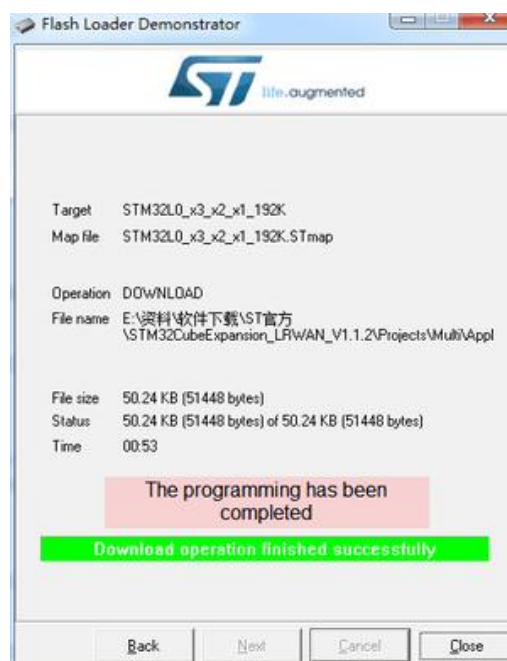 Flash Loader Demonstrator
ST
life.augmented
Target STM32L0_x3_x2_x1_192K
Map file STM32L0_x3_x2_x1_192K.STmap
Operation DOWNLOAD
File name E:\资料\软件下载\ST官方
\STM32CubeExpansion_LRWAN_V1.1.2\Projects\Multi\Appl
File size 50.24 KB (51448 bytes)
Status 50.24 KB (51448 bytes) of 50.24 KB (51448 bytes)
Time 00:53
The programming has been
completed
Download operation finished successfully
Back Next Cancel Close